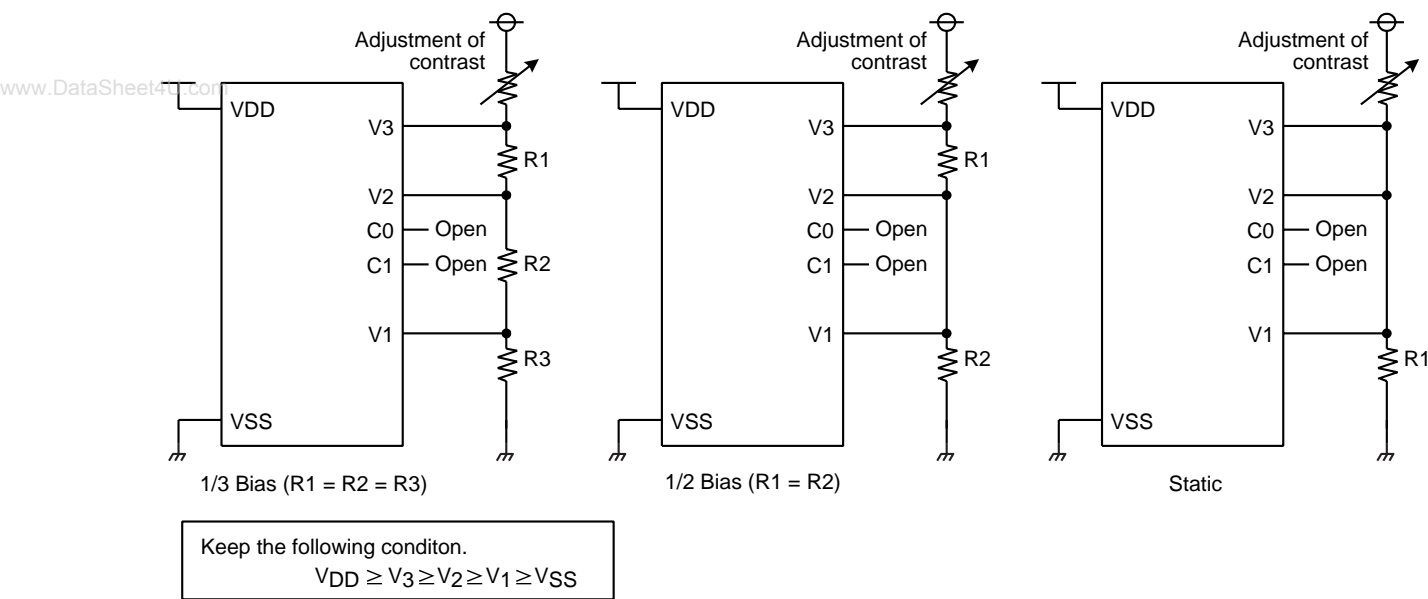 www.DataSheet4U.com
Adjustment of
contrast
VDD
V3
R1
V2
C0
Open
C1
Open
R2
V1
R3
VSS
1/3 Bias (R1 = R2 = R3)
Adjustment of
contrast
VDD
V3
R1
V2
C0
Open
C1
Open
V1
R2
VSS
1/2 Bias (R1 = R2)
Adjustment of
contrast
VDD
V3
V2
C0
Open
C1
Open
V1
R1
VSS
Static
Keep the following conditon.
VDD ≥ V3 ≥ V2 ≥ V1 ≥ VSS